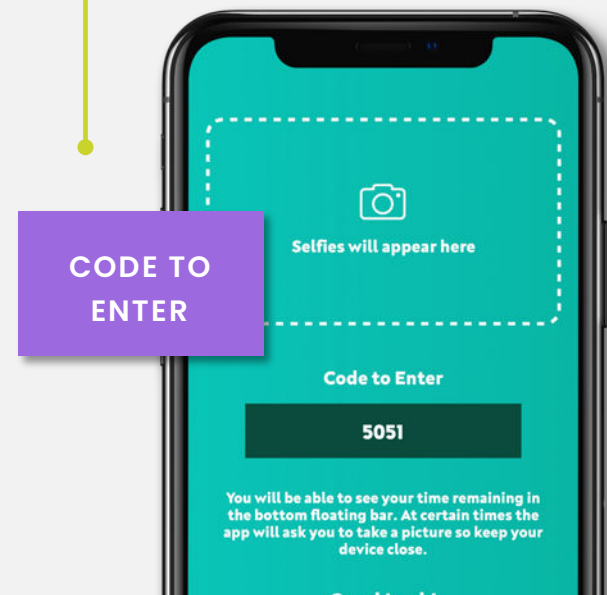 Selfies will appear here
CODE TO
ENTER
Code to Enter
5051
You will be able to see your time remaining in
the bottom floating bar. At certain times the
app will ask you to take a picture so keep your
device close.